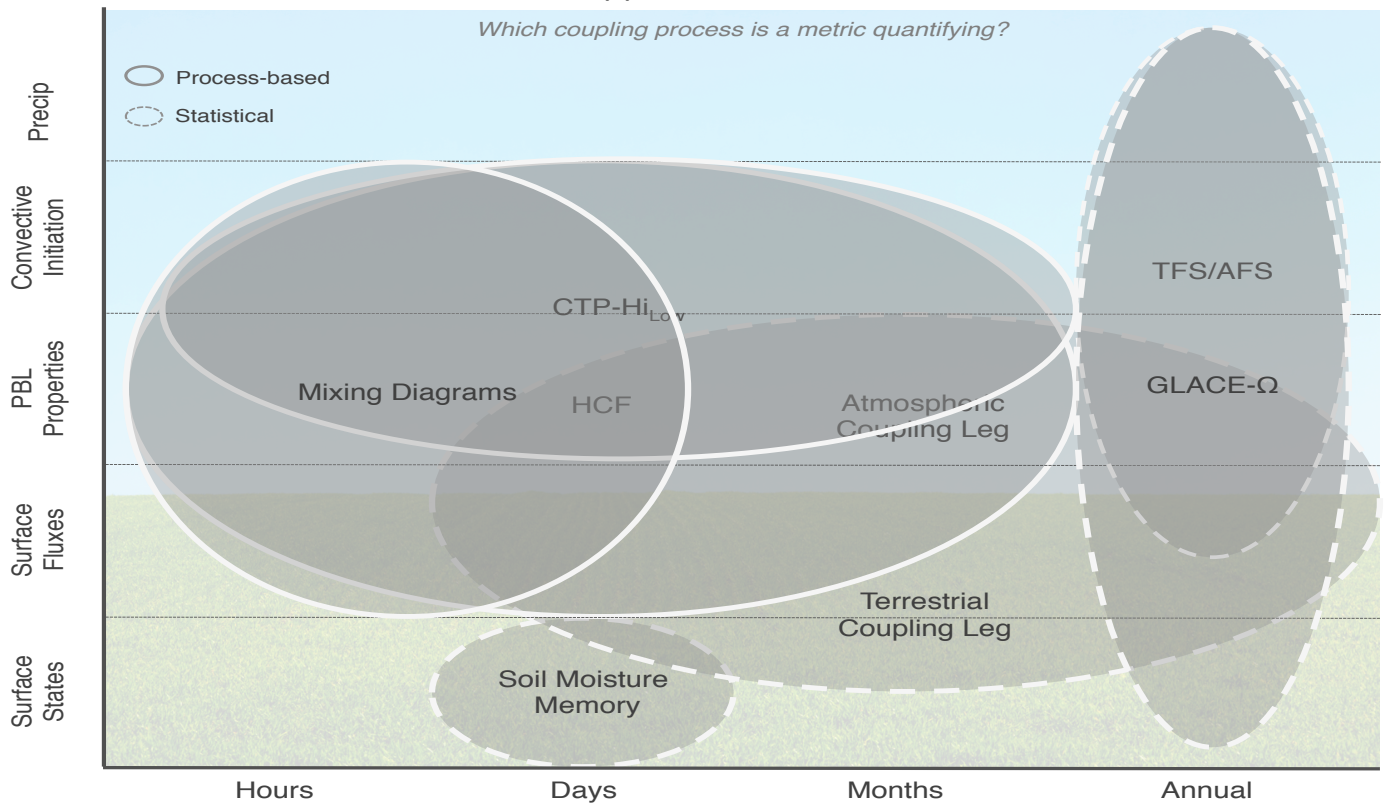 Which coupling process is a metric quantifying?
Process-based
Statistical
Precip
Convective
Initiation
PBL
Properties
Surface
Fluxes
Surface
States
TFS/AFS
CTP-Hi_Low
GLACE-Ω
Mixing Diagrams
HCF
Atmospheric
Coupling Leg
Terrestrial
Coupling Leg
Soil Moisture
Memory
Hours
Days
Months
Annual